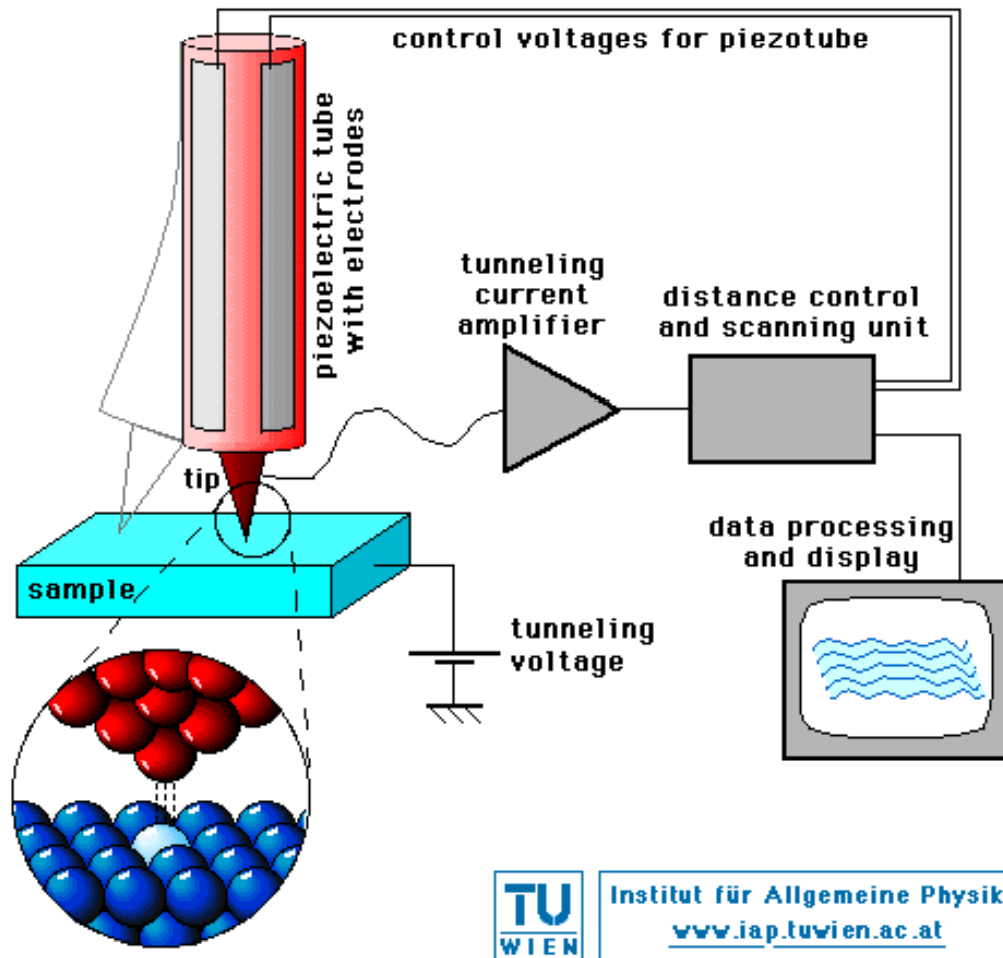 control voltages for piezotube
piezoelectric tube
with electrodes
tunneling
current
amplifier
distance control
and scanning unit
tip
data processing
and display
sample
tunneling
voltage
TU
WIEN
Institut für Allgemeine Physik
www.iap.tuwien.ac.at